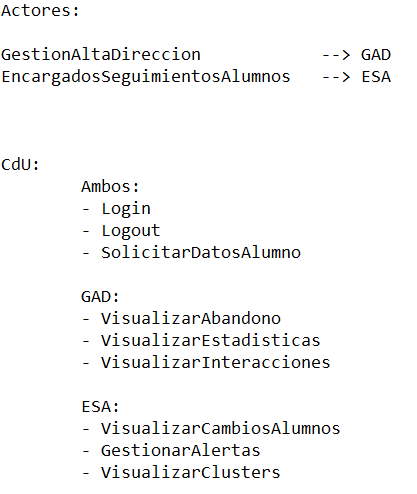 Actores:
GestionAltaDireccion --> GAD
EncargadosSeguimientosAlumnos --> ESA
CdU:
Ambos:
- Login
- Logout
- SolicitarDatosAlumno
GAD:
- VisualizarAbandono
- VisualizarEstadisticas
- VisualizarInteracciones
ESA:
- VisualizarCambiosAlumnos
- GestionarAlertas
- VisualizarClusters